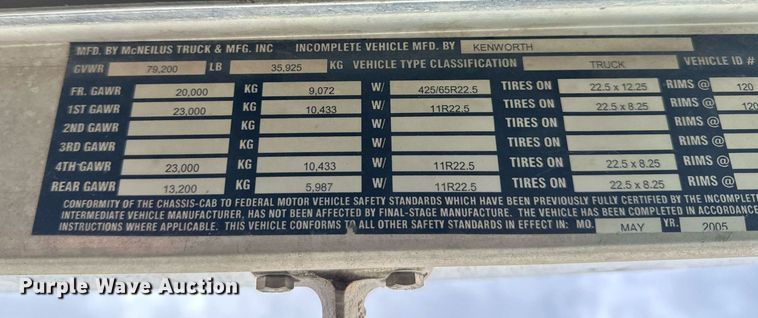 MFD. BY McNEILUS TRUCK & MFG. INC INCOMPLETE VEHICLE MFD. BY KENWORTH
GVWR 79,200 LB 35,925 KG VEHICLE TYPE CLASSIFICATION TRUCK VEHICLE ID #
FR. GAWR 20,000 KG 9,072 W/ 425/65R22.5 TIRES ON 22.5 x 12.25 RIMS @ 120
1ST GAWR 23,000 KG 10,433 W/ 11R22.5 TIRES ON 22.5 x 8.25 RIMS @ 120
2ND GAWR KG W/ TIRES ON RIMS @
3RD GAWR KG W/ TIRES ON RIMS @
4TH GAWR 23,000 KG 10,433 W/ 11R22.5 TIRES ON 22.5 x 8.25 RIMS @
REAR GAWR 13,200 KG 5,987 W/ 11R22.5 TIRES ON 22.5 x 8.25 RIMS @
CONFORMITY OF THE CHASSIS-CAB TO FEDERAL MOTOR VEHICLE SAFETY STANDARDS WHICH HAVE BEEN PREVIOUSLY FULLY CERTIFIED BY THE INCOMPLETE
INTERMEDIATE VEHICLE MANUFACTURER, HAS NOT BEEN AFFECTED BY FINAL-STAGE MANUFACTURE. THE VEHICLE HAS BEEN COMPLETED IN ACCORDANCE
INSTRUCTIONS WHERE APPLICABLE. THIS VEHICLE CONFORMS TO ALL OTHER SAFETY STANDARDS IN EFFECT IN: MO. MAY YR. 2005
Purple Wave Auction